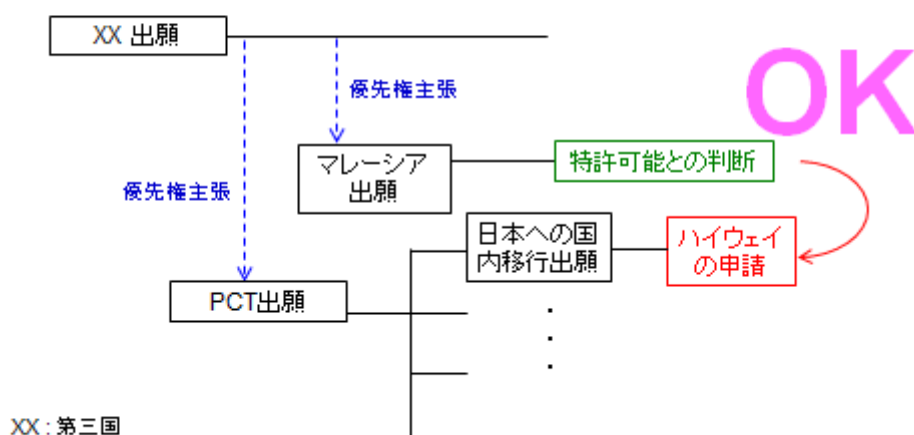 XX 出願
OK
優先権主張
マレーシア
出願
特許可能との判断
優先権主張
日本への国
内移行出願
ハイウェイ
の申請
PCT出願
XX : 第三国